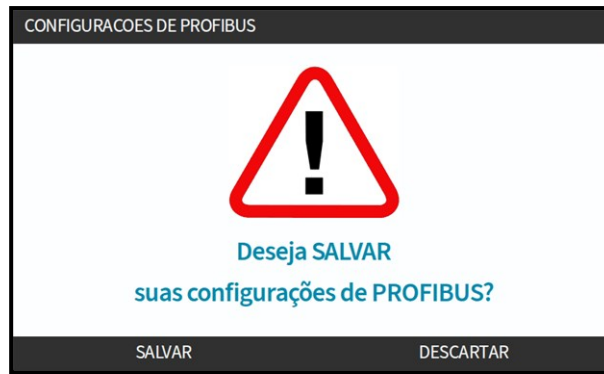 CONFIGURACOES DE PROFIBUS
!
Deseja SALVAR
suas configurações de PROFIBUS?
SALVAR DESCARTAR